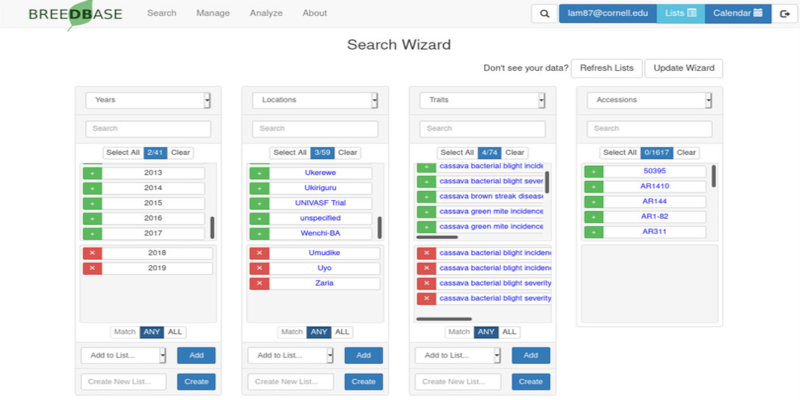 BREEDBASE
Search Manage Analyze About
lam87@cornell.edu Lists Calendar
Search Wizard
Don't see your data? Refresh Lists Update Wizard
Years
Search
Select All 2/41 Clear
2013
2014
2015
2016
2017
2018
2019
Match ANY ALL
Add to List... Add
Create New List... Create
Locations
Search
Select All 3/59 Clear
Ukerewe
Ukiriguru
UNIVASF Trial
unspecified
Wenchi-BA
Umudike
Uyo
Zaria
Match ANY ALL
Add to List... Add
Create New List... Create
Traits
Search
Select All 4/74 Clear
cassava bacterial blight incide
cassava bacterial blight sever
cassava brown streak disease
cassava green mite incidence
cassava green mite incidence
cassava bacterial blight inciden
cassava bacterial blight inciden
cassava bacterial blight severity
cassava bacterial blight severity
Match ANY ALL
Add to List... Add
Create New List... Create
Accessions
Search
Select All 0/1617 Clear
50395
AR1410
AR144
AR1-82
AR311